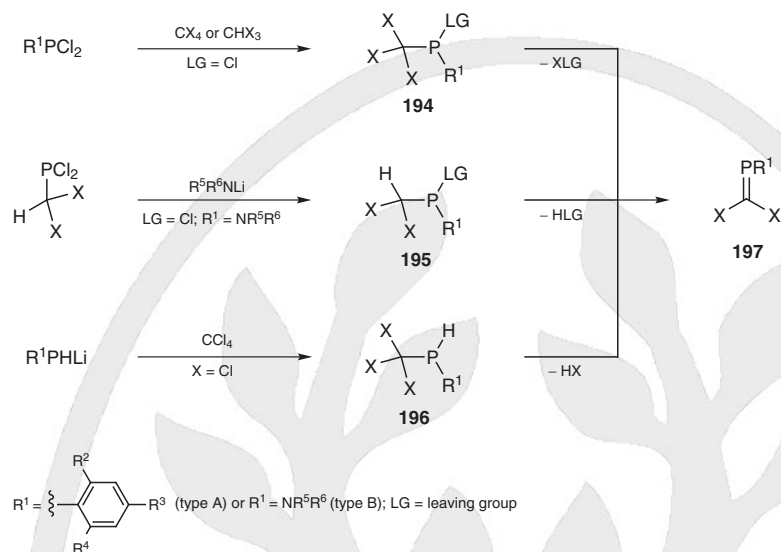 R¹PCl₂
CX₄ or CHX₃
LG = Cl
X
X
X
LG
P
R¹
194
– XLG
PCl₂
H
X
X
R⁵R⁶NLi
LG = Cl; R¹ = NR⁵R⁶
H
X
X
LG
P
R¹
195
– HLG
PR¹
X
X
197
R¹PHLi
CCl₄
X = Cl
X
X
X
H
P
R¹
196
– HX
R¹ =
R²
R³
R⁴
(type A) or R¹ = NR⁵R⁶ (type B); LG = leaving group